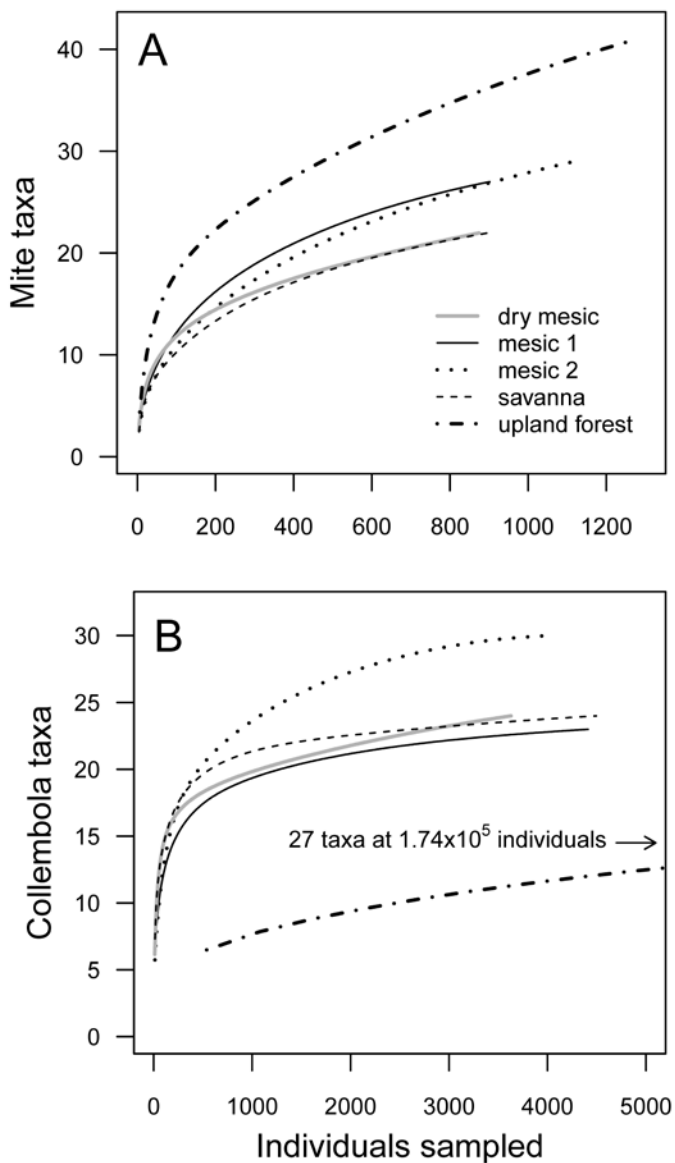 A
Mite taxa
40
30
20
10
0
dry mesic
mesic 1
mesic 2
savanna
upland forest
0 200 400 600 800 1000 1200
B
Collembola taxa
30
25
20
15
10
5
0
27 taxa at 1.74x10⁵ individuals
0 1000 2000 3000 4000 5000
Individuals sampled